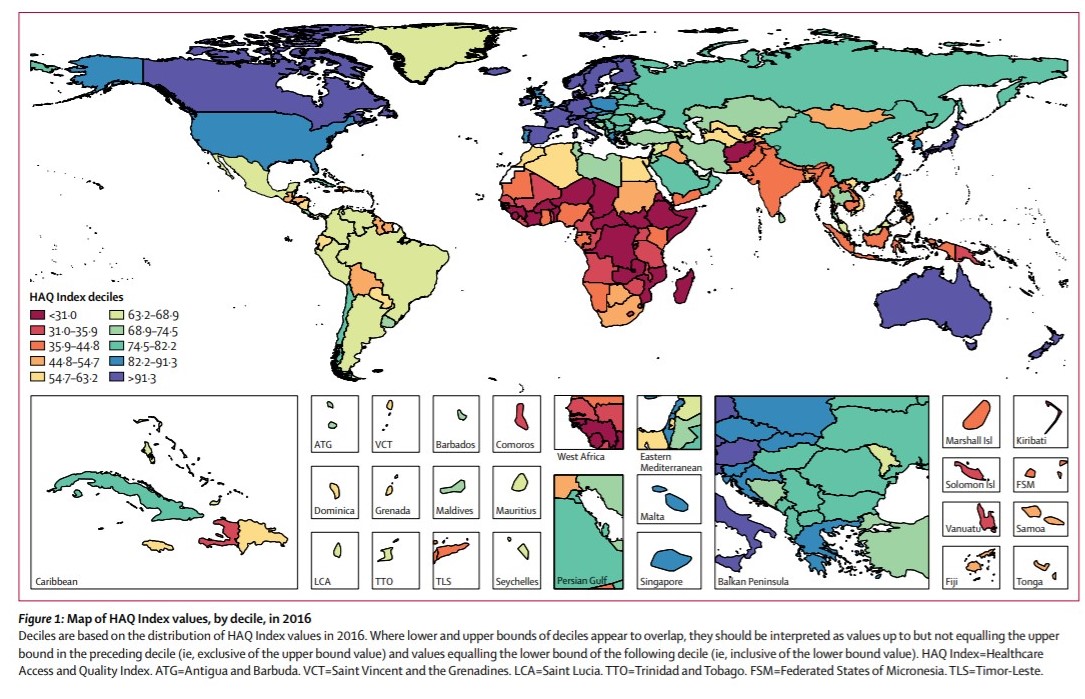 HAQ Index deciles
<31·0
31·0–35·9
35·9–44·8
44·8–54·7
54·7–63·2
63·2–68·9
68·9–74·5
74·5–82·2
82·2–91·3
>91·3
Caribbean
ATG
VCT
Barbados
Comoros
Dominica
Grenada
Maldives
Mauritius
LCA
TTO
TLS
Seychelles
West Africa
Eastern
Mediterranean
Persian Gulf
Malta
Singapore
Balkan Peninsula
Marshall Isl
Kiribati
Solomon Isl
FSM
Vanuatu
Samoa
Fiji
Tonga
Figure 1: Map of HAQ Index values, by decile, in 2016
Deciles are based on the distribution of HAQ Index values in 2016. Where lower and upper bounds of deciles appear to overlap, they should be interpreted as values up to but not equalling the upper
bound in the preceding decile (ie, exclusive of the upper bound value) and values equalling the lower bound of the following decile (ie, inclusive of the lower bound value). HAQ Index=Healthcare
Access and Quality Index. ATG=Antigua and Barbuda. VCT=Saint Vincent and the Grenadines. LCA=Saint Lucia. TTO=Trinidad and Tobago. FSM=Federated States of Micronesia. TLS=Timor-Leste.